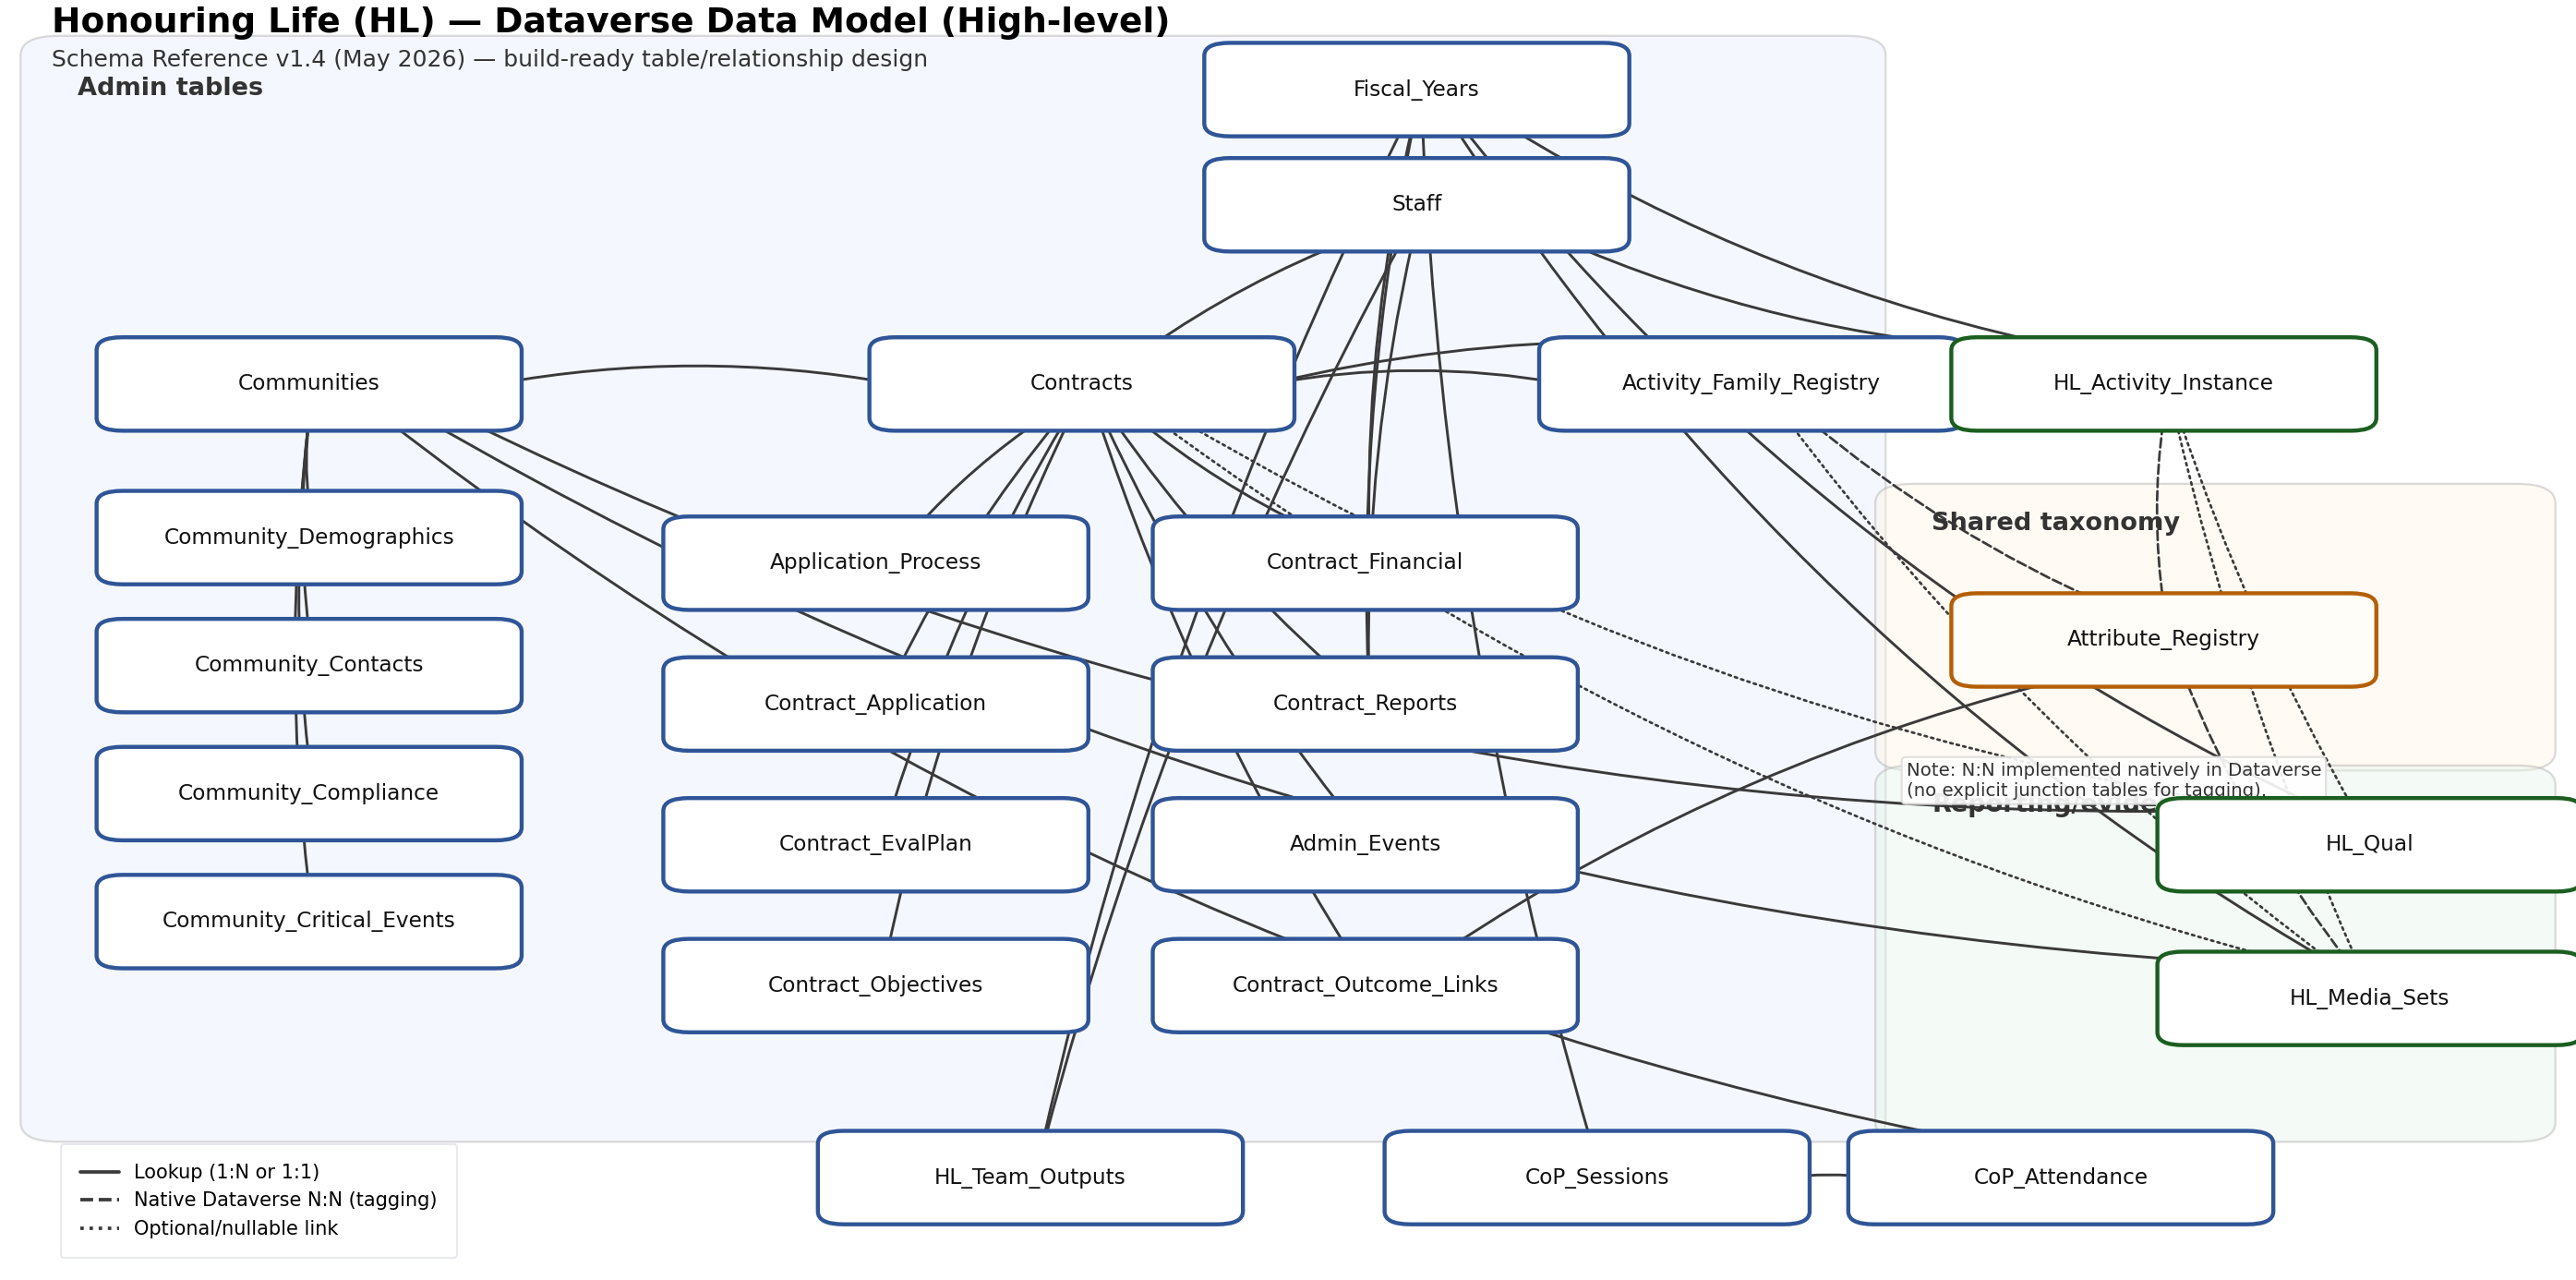 Honouring Life (HL) — Dataverse Data Model (High-level)
Schema Reference v1.4 (May 2026) — build-ready table/relationship design
Admin tables
Fiscal_Years
Staff
Communities
Contracts
Activity_Family_Registry
HL_Activity_Instance
Community_Demographics
Application_Process
Contract_Financial
Shared taxonomy
Community_Contacts
Attribute_Registry
Contract_Application
Contract_Reports
Community_Compliance
Note: N:N implemented natively in Dataverse
(no explicit junction tables for tagging).
Contract_EvalPlan
Admin_Events
HL_Qual
Community_Critical_Events
Contract_Objectives
Contract_Outcome_Links
HL_Media_Sets
HL_Team_Outputs
CoP_Sessions
CoP_Attendance
Lookup (1:N or 1:1)
Native Dataverse N:N (tagging)
Optional/nullable link